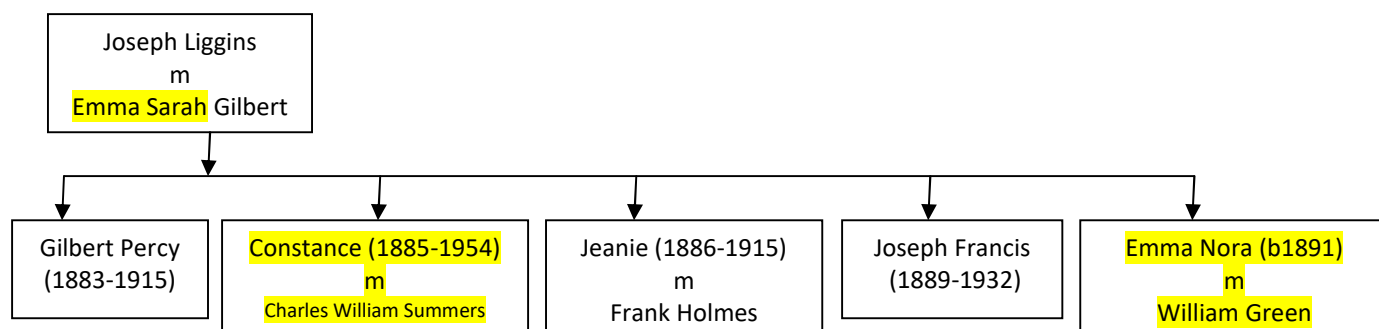 Joseph Liggins
m
Emma Sarah Gilbert
Gilbert Percy
(1883-1915)
Constance (1885-1954)
m
Charles William Summers
Jeanie (1886-1915)
m
Frank Holmes
Joseph Francis
(1889-1932)
Emma Nora (b1891)
m
William Green